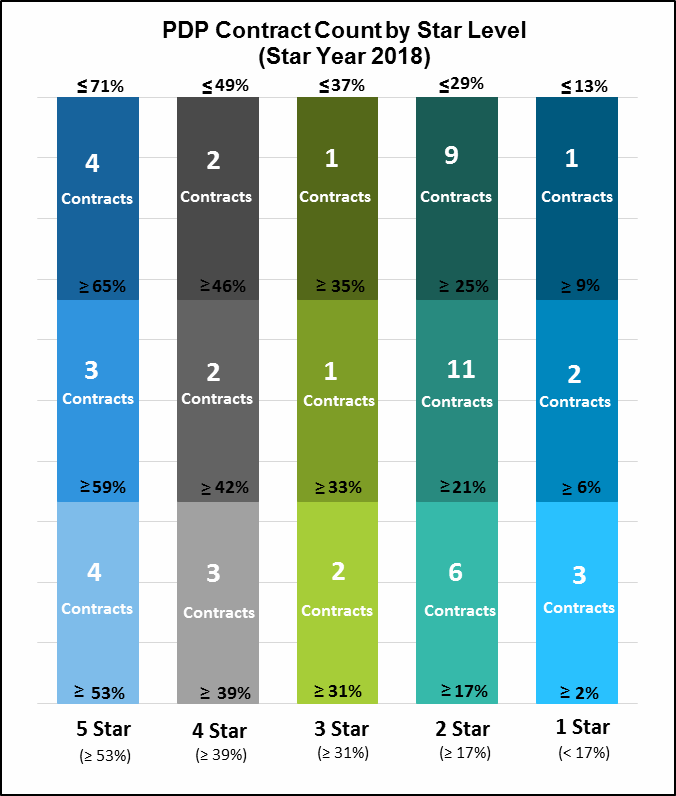 PDP Contract Count by Star Level
(Star Year 2018)
≤71% ≤49% ≤37% ≤29% ≤13%
4 2 1 9 1
Contracts Contracts Contracts Contracts Contracts
≥65% ≥46% ≥35% ≥25% ≥9%
3 2 1 11 2
Contracts Contracts Contracts Contracts Contracts
≥59% ≥42% ≥33% ≥21% ≥6%
4 3 2 6 3
Contracts Contracts Contracts Contracts Contracts
≥ 53% ≥ 39% ≥31% ≥17% ≥ 2%
5 Star 4 Star 3 Star 2 Star 1 Star
(≥ 53%) (≥ 39%) (≥ 31%) (≥ 17%) (< 17%)